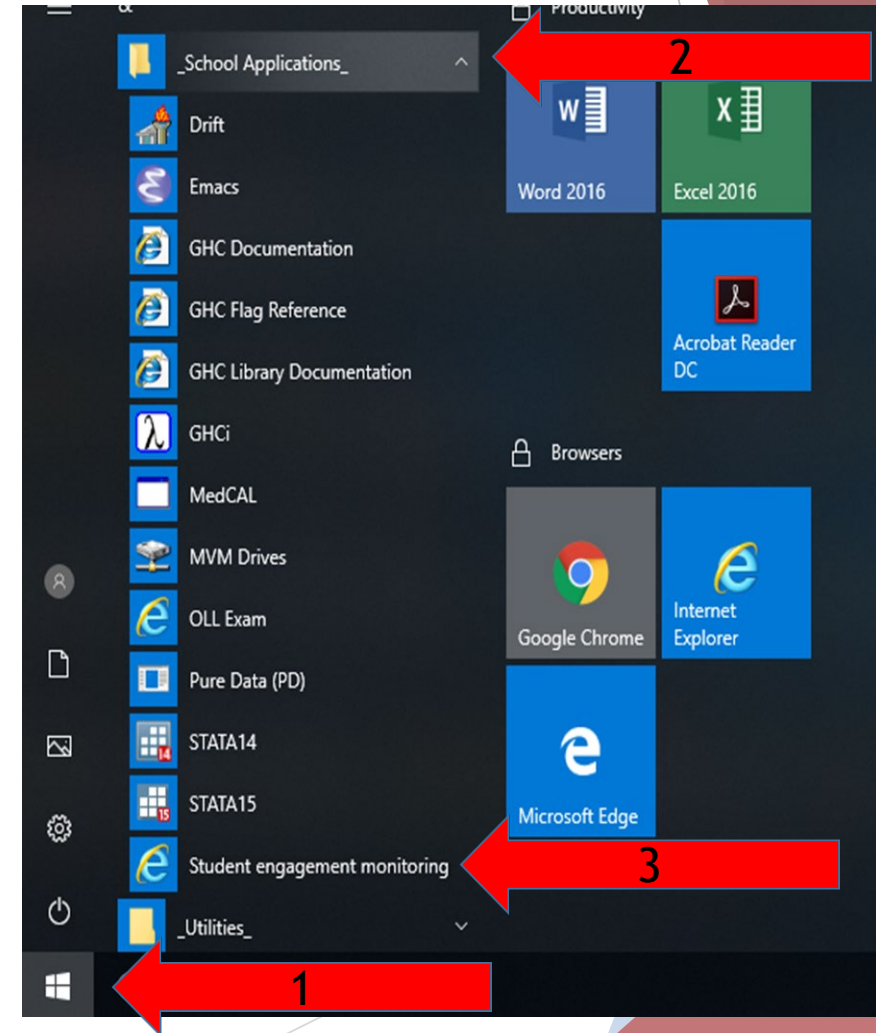 &
Productivity
2
_School Applications_
Drift
Emacs
GHC Documentation
GHC Flag Reference
GHC Library Documentation
GHCi
MedCAL
MVM Drives
OLL Exam
Pure Data (PD)
14
STATA14
15
STATA15
Student engagement monitoring
3
_Utilities_
1
W
Word 2016
X
Excel 2016
Acrobat Reader
DC
Browsers
Google Chrome
Internet
Explorer
Microsoft Edge